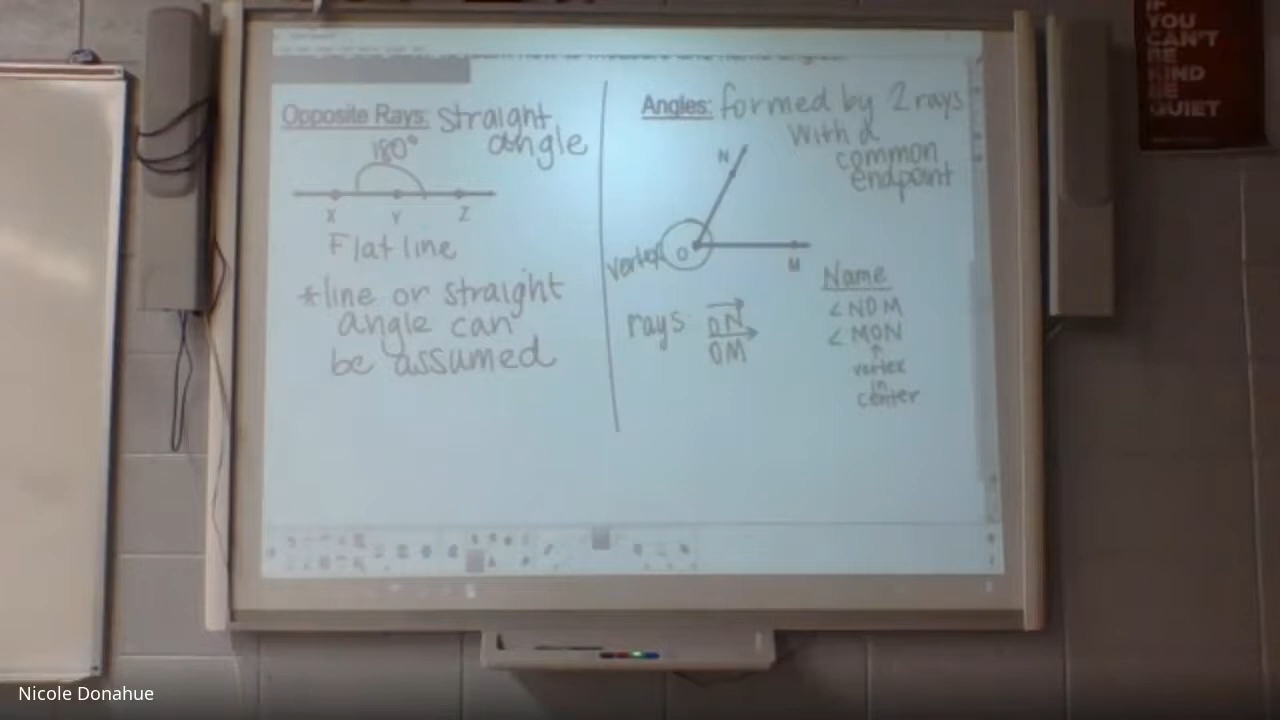 Opposite Rays: straight
angle
180°
X Y Z
Flat line
*line or straight
angle can
be assumed
Angles: formed by 2 rays
with a
common
endpoint
N
O
M
vertex
rays: ON
OM
Name
∠NOM
∠MON
↑
vertex
in
center
IF
YOU
CAN'T
BE
KIND
BE
QUIET
Nicole Donahue